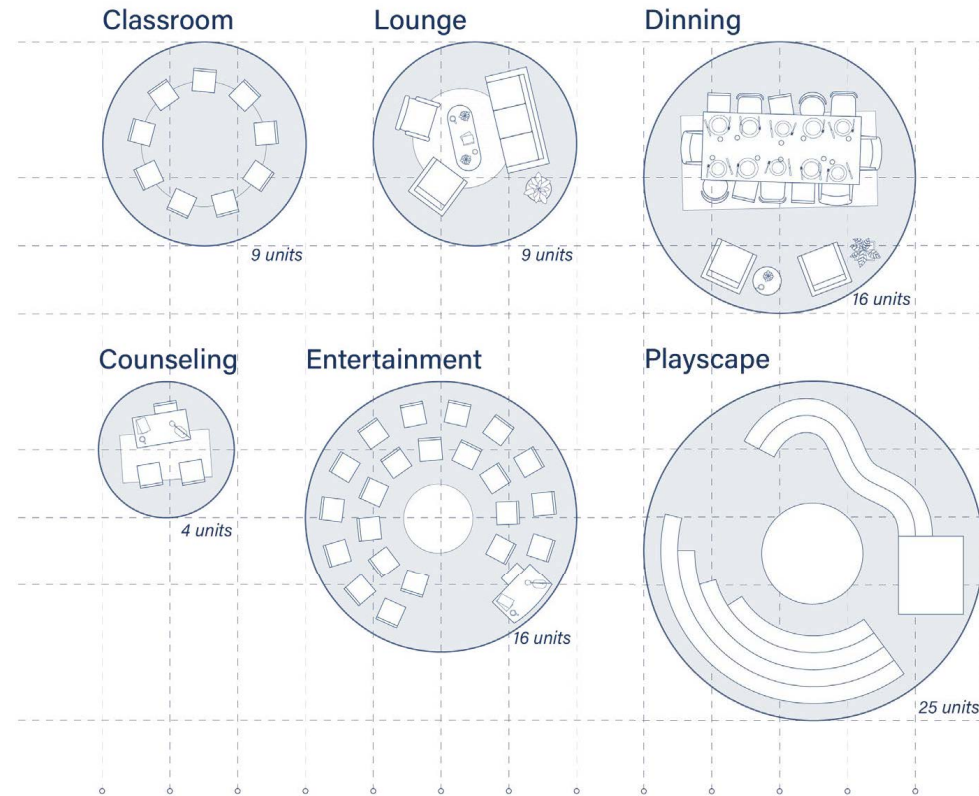 Classroom
Lounge
Dinning
9 units
9 units
16 units
Counseling
Entertainment
Playscape
4 units
16 units
25 units